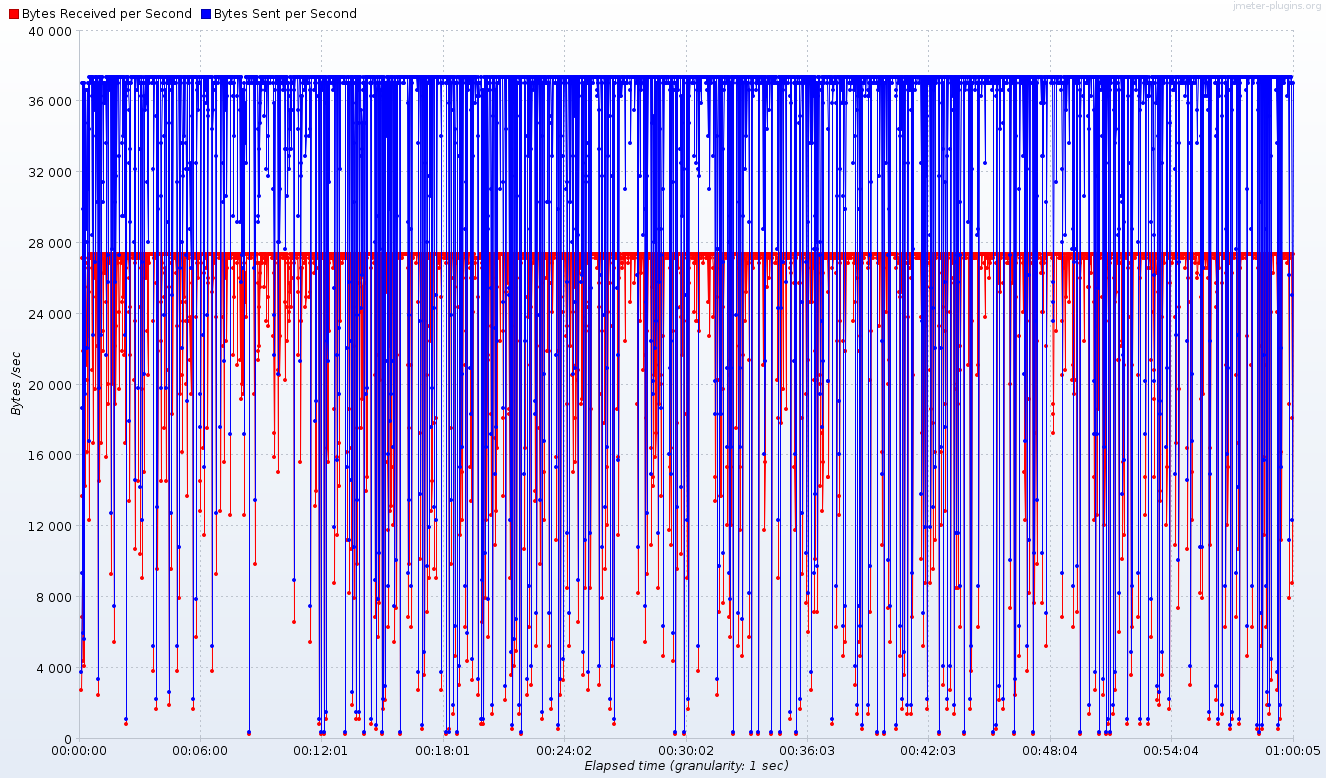 jmeter-plugins.org
Bytes Received per Second Bytes Sent per Second
40 000
36 000
32 000
28 000
24 000
20 000
16 000
12 000
8 000
4 000
0
Bytes /sec
00:00:00 00:06:00 00:12:01 00:18:01 00:24:02 00:30:02 00:36:03 00:42:03 00:48:04 00:54:04 01:00:05
Elapsed time (granularity: 1 sec)